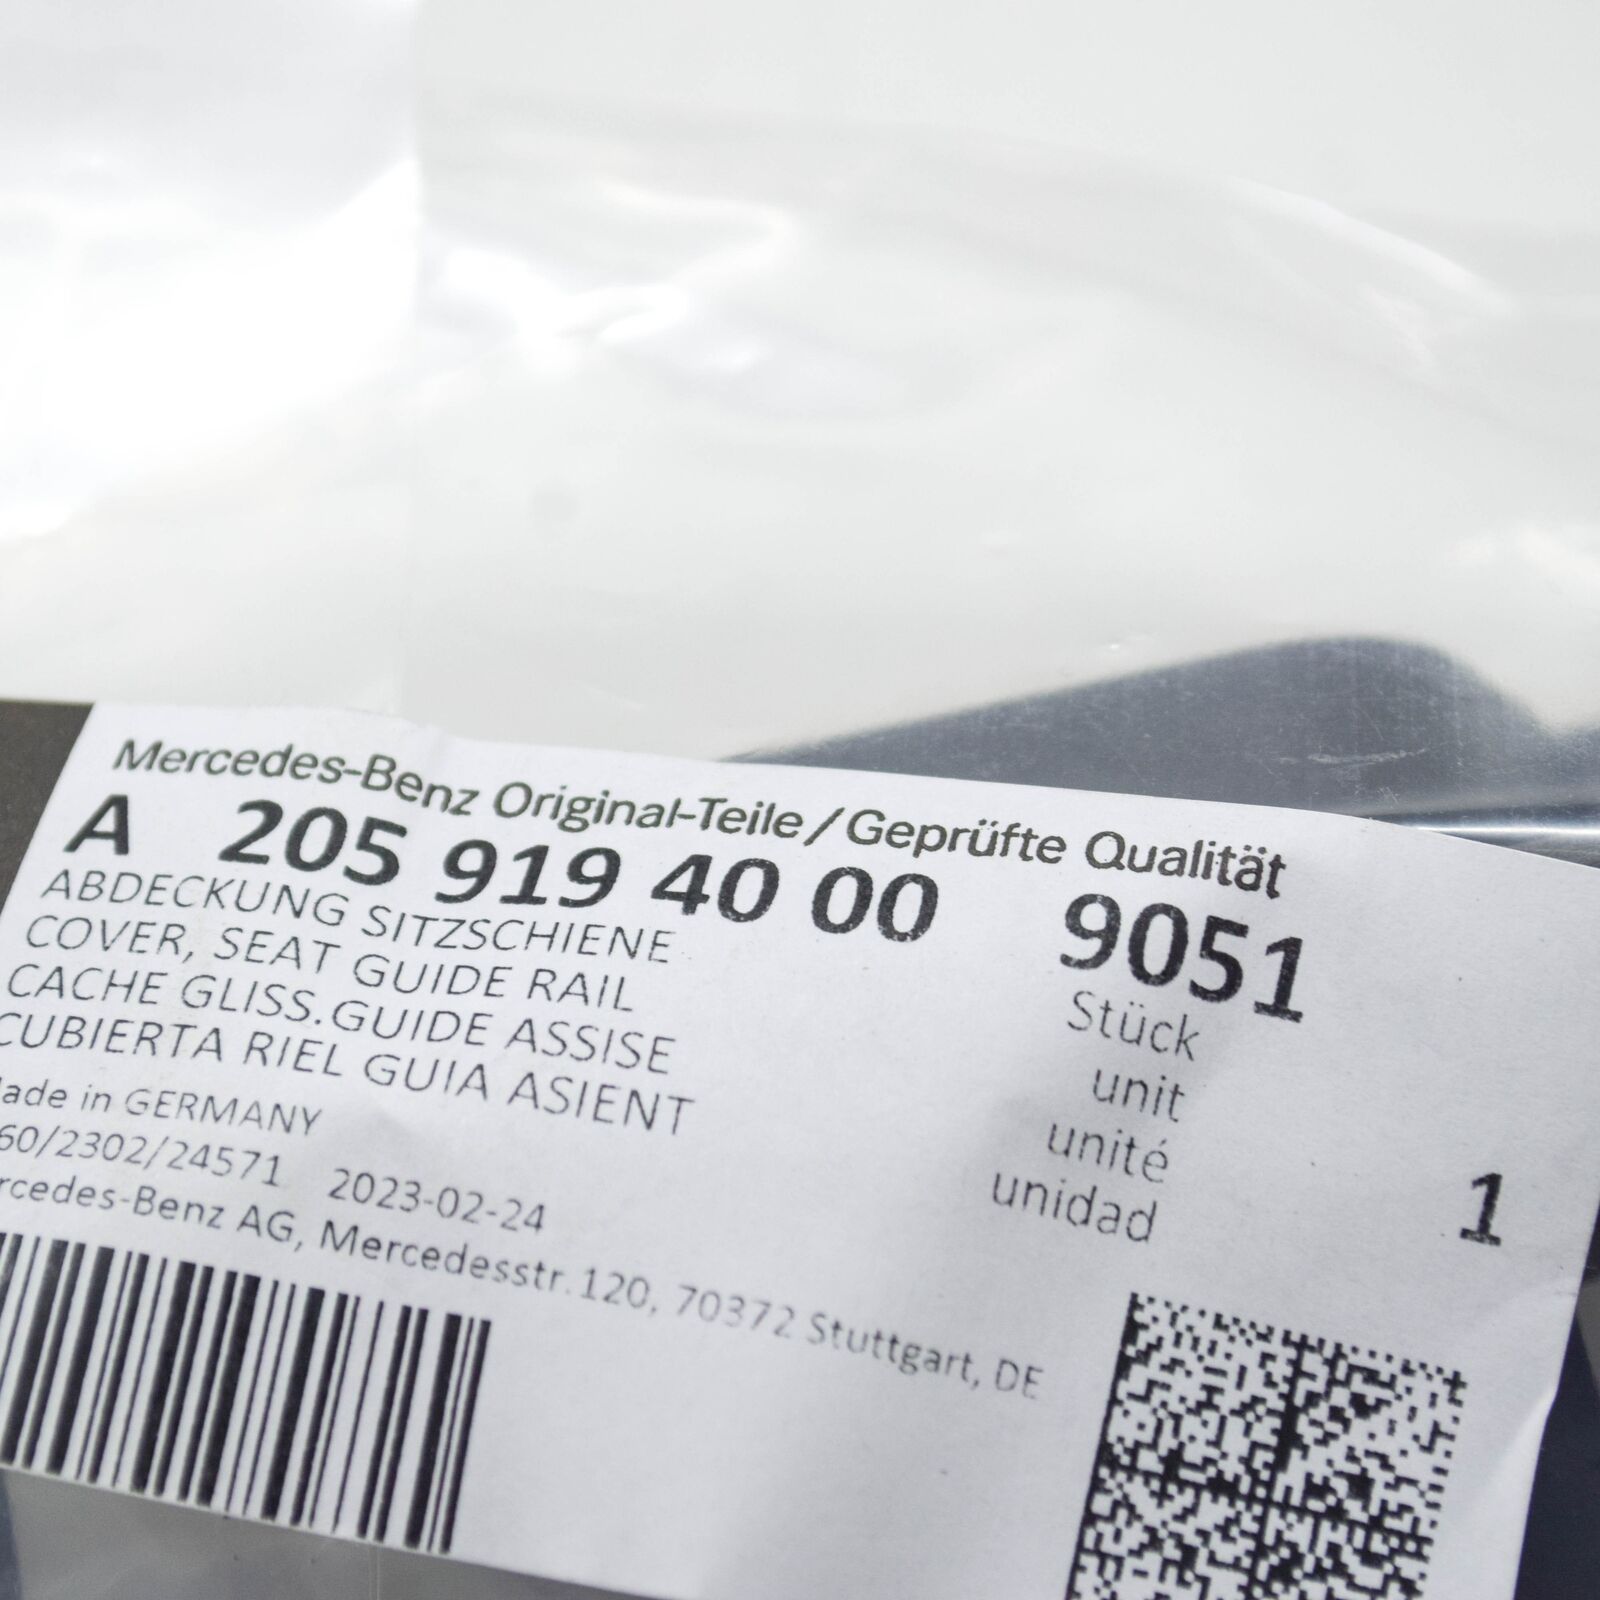 Mercedes-Benz Original-Teile/Geprüfte Qualität
A 205 919 40 00 9051
ABDECKUNG SITZSCHIENE
COVER, SEAT GUIDE RAIL
CACHE GLISS.GUIDE ASSISE
CUBIERTA RIEL GUIA ASIENT
Stück
unit
unité
unidad
1
ade in GERMANY
60/2302/24571 2023-02-24
rcedes-Benz AG, Mercedesstr.120, 70372 Stuttgart, DE